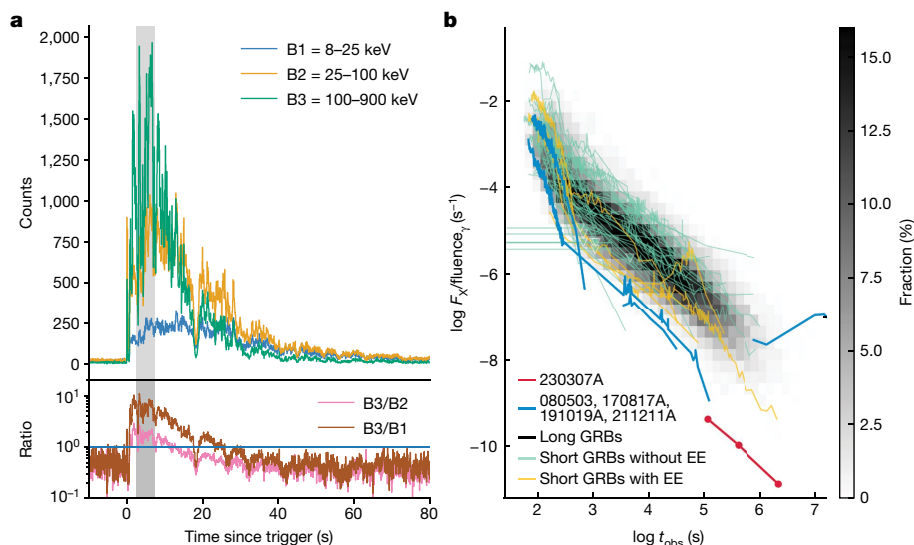 a
2,000
1,750
1,500
1,250
1,000
750
500
250
0
Counts
B1 = 8–25 keV
B2 = 25–100 keV
B3 = 100–900 keV
10¹
10⁰
10⁻¹
Ratio
B3/B2
B3/B1
0 20 40 60 80
Time since trigger (s)
b
−2
−4
−6
−8
−10
log F_X/fluence_γ (s⁻¹)
230307A
080503, 170817A,
191019A, 211211A
Long GRBs
Short GRBs without EE
Short GRBs with EE
2 3 4 5 6 7
log t_obs (s)
15.0
12.5
10.0
7.5
5.0
2.5
0
Fraction (%)